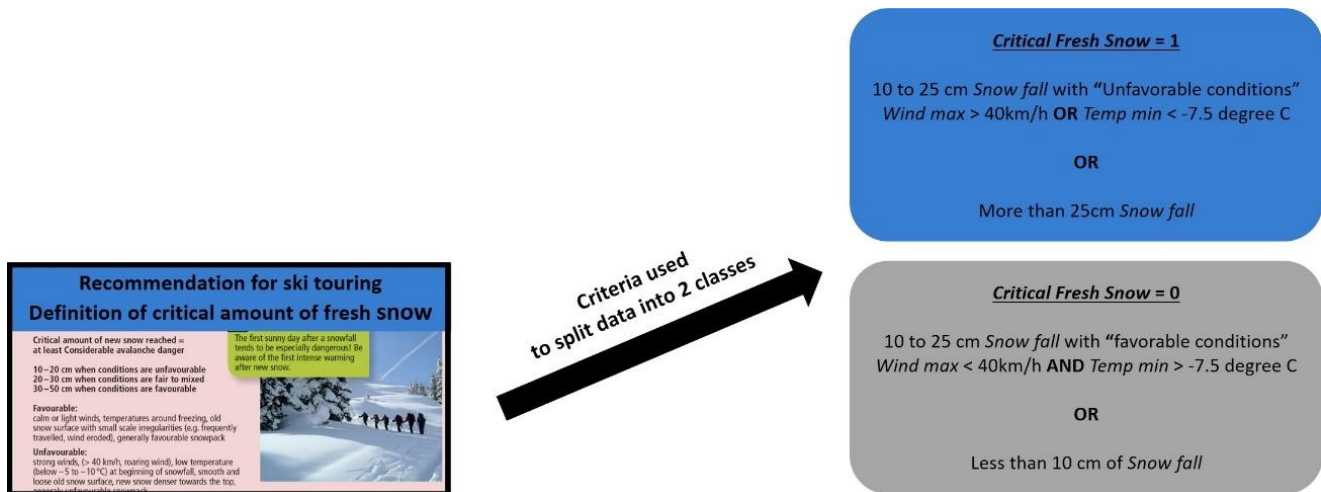 Recommendation for ski touring
Definition of critical amount of fresh snow
Critical amount of new snow reached =
at least Considerable avalanche danger
10–20 cm when conditions are unfavourable
20–30 cm when conditions are fair to mixed
30–50 cm when conditions are favourable
Favourable:
calm or light winds, temperatures around freezing, old
snow surface with small scale irregularities (e.g. frequently
travelled, wind eroded), generally favourable snowpack
Unfavourable:
strong winds, (> 40 km/h, roaring wind), low temperature
(below −5 to −10 °C) at beginning of snowfall, smooth and
loose old snow surface, new snow denser towards the top,
The first sunny day after a snowfall
tends to be especially dangerous! Be
aware of the first intense warming
after new snow.
Criteria used
to split data into 2 classes
Critical Fresh Snow = 1
10 to 25 cm Snow fall with “Unfavorable conditions”
Wind max > 40km/h OR Temp min < -7.5 degree C
OR
More than 25cm Snow fall
Critical Fresh Snow = 0
10 to 25 cm Snow fall with “favorable conditions”
Wind max < 40km/h AND Temp min > -7.5 degree C
OR
Less than 10 cm of Snow fall